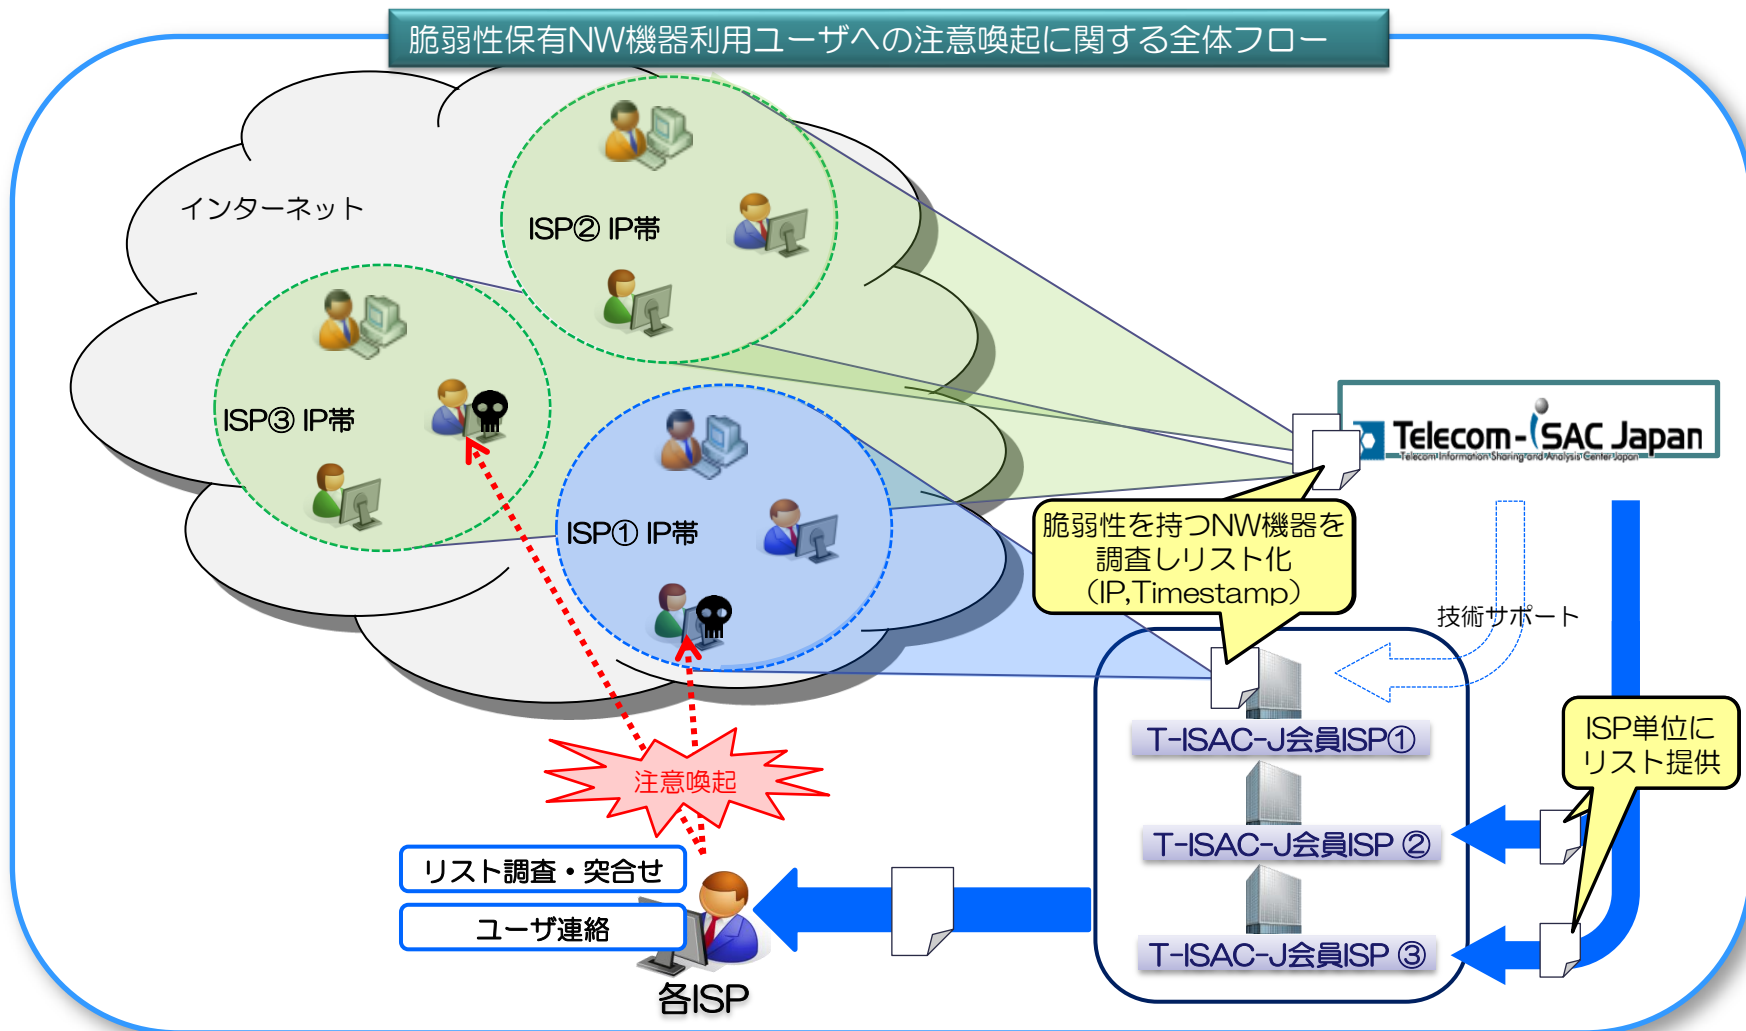 脆弱性保有NW機器利用ユーザへの注意喚起に関する全体フロー
インターネット
ISP② IP帯
ISP③ IP帯
ISP① IP帯
Telecom-iSAC Japan
Telecom Information Sharing and Analysis Center Japan
脆弱性を持つNW機器を
調査しリスト化
（IP,Timestamp）
技術サポート
T-ISAC-J会員ISP①
ISP単位に
リスト提供
T-ISAC-J会員ISP ②
T-ISAC-J会員ISP ③
注意喚起
リスト調査・突合せ
ユーザ連絡
各ISP